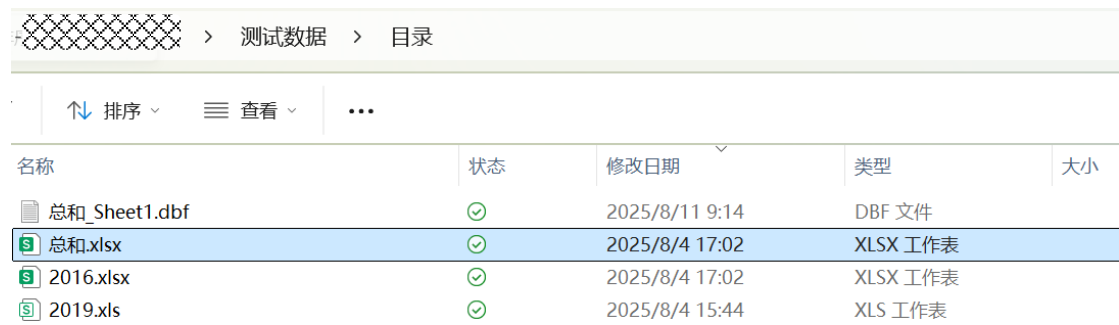 > 测试数据 > 目录
排序 查看 •••
名称 状态 修改日期 类型 大小
总和_Sheet1.dbf 2025/8/11 9:14 DBF 文件
总和.xlsx 2025/8/4 17:02 XLSX 工作表
2016.xlsx 2025/8/4 17:02 XLSX 工作表
2019.xls 2025/8/4 15:44 XLS 工作表